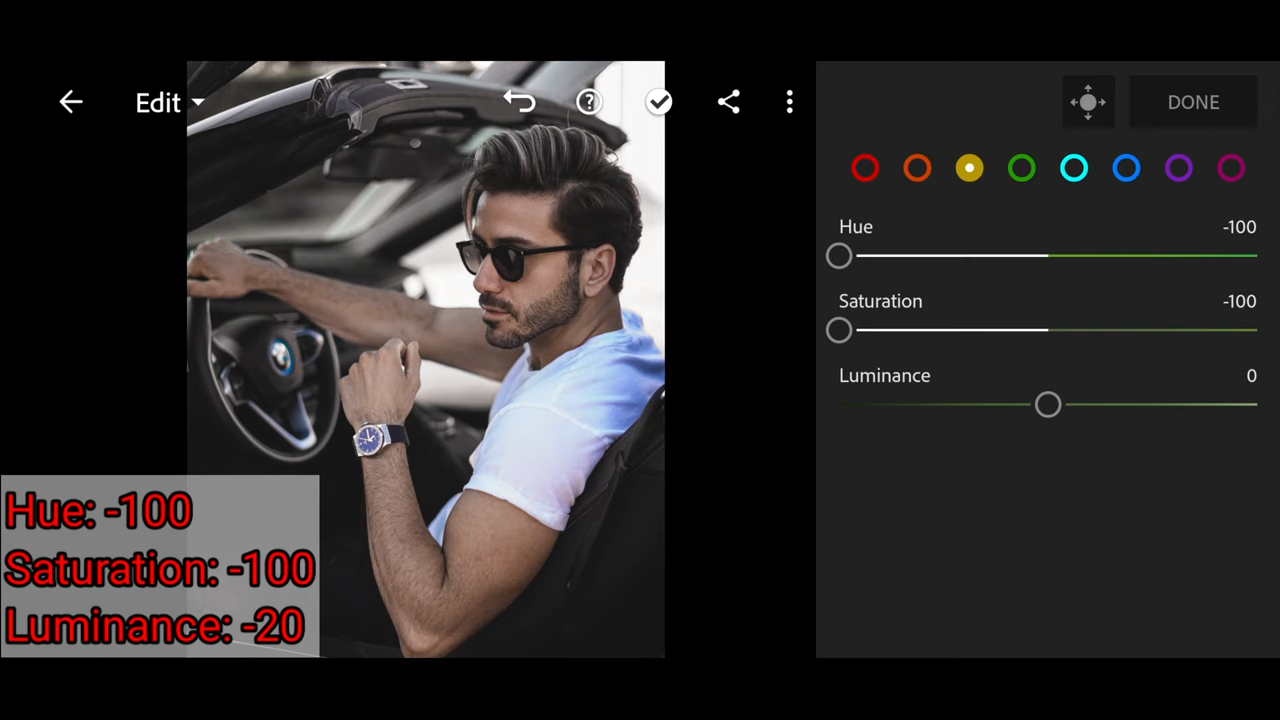 Edit
DONE
Hue -100
Saturation -100
Luminance 0
Hue: -100
Saturation: -100
Luminance: -20